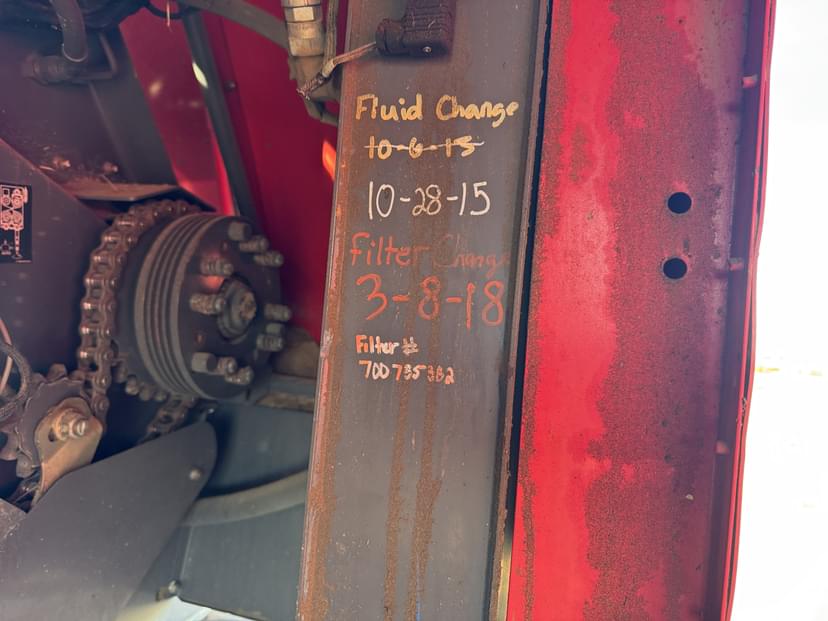 Fluid Change
10-6-15
10-28-15
Filter Change
3-8-18
Filter #
700735382